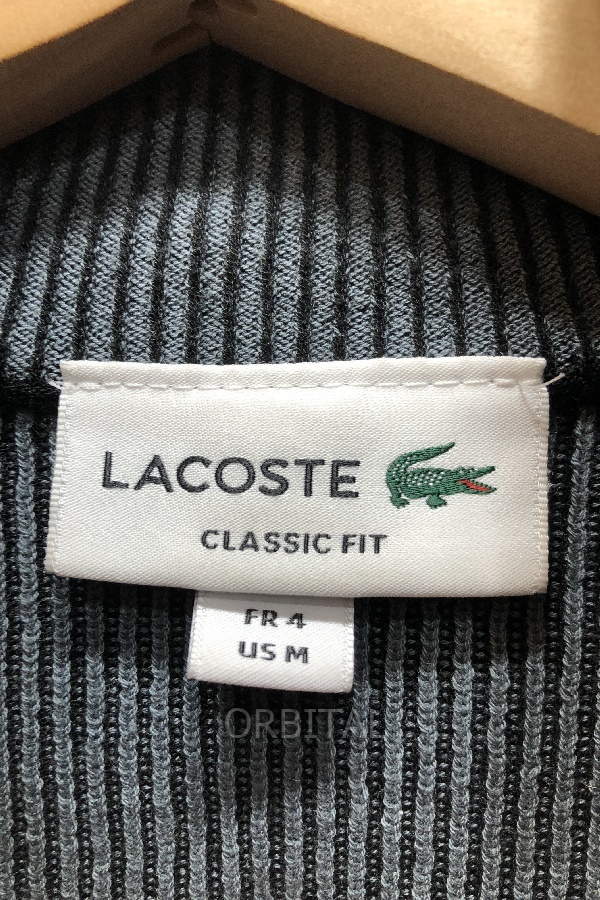 LACOSTE
CLASSIC FIT
FR 4
US M
ORBITAL